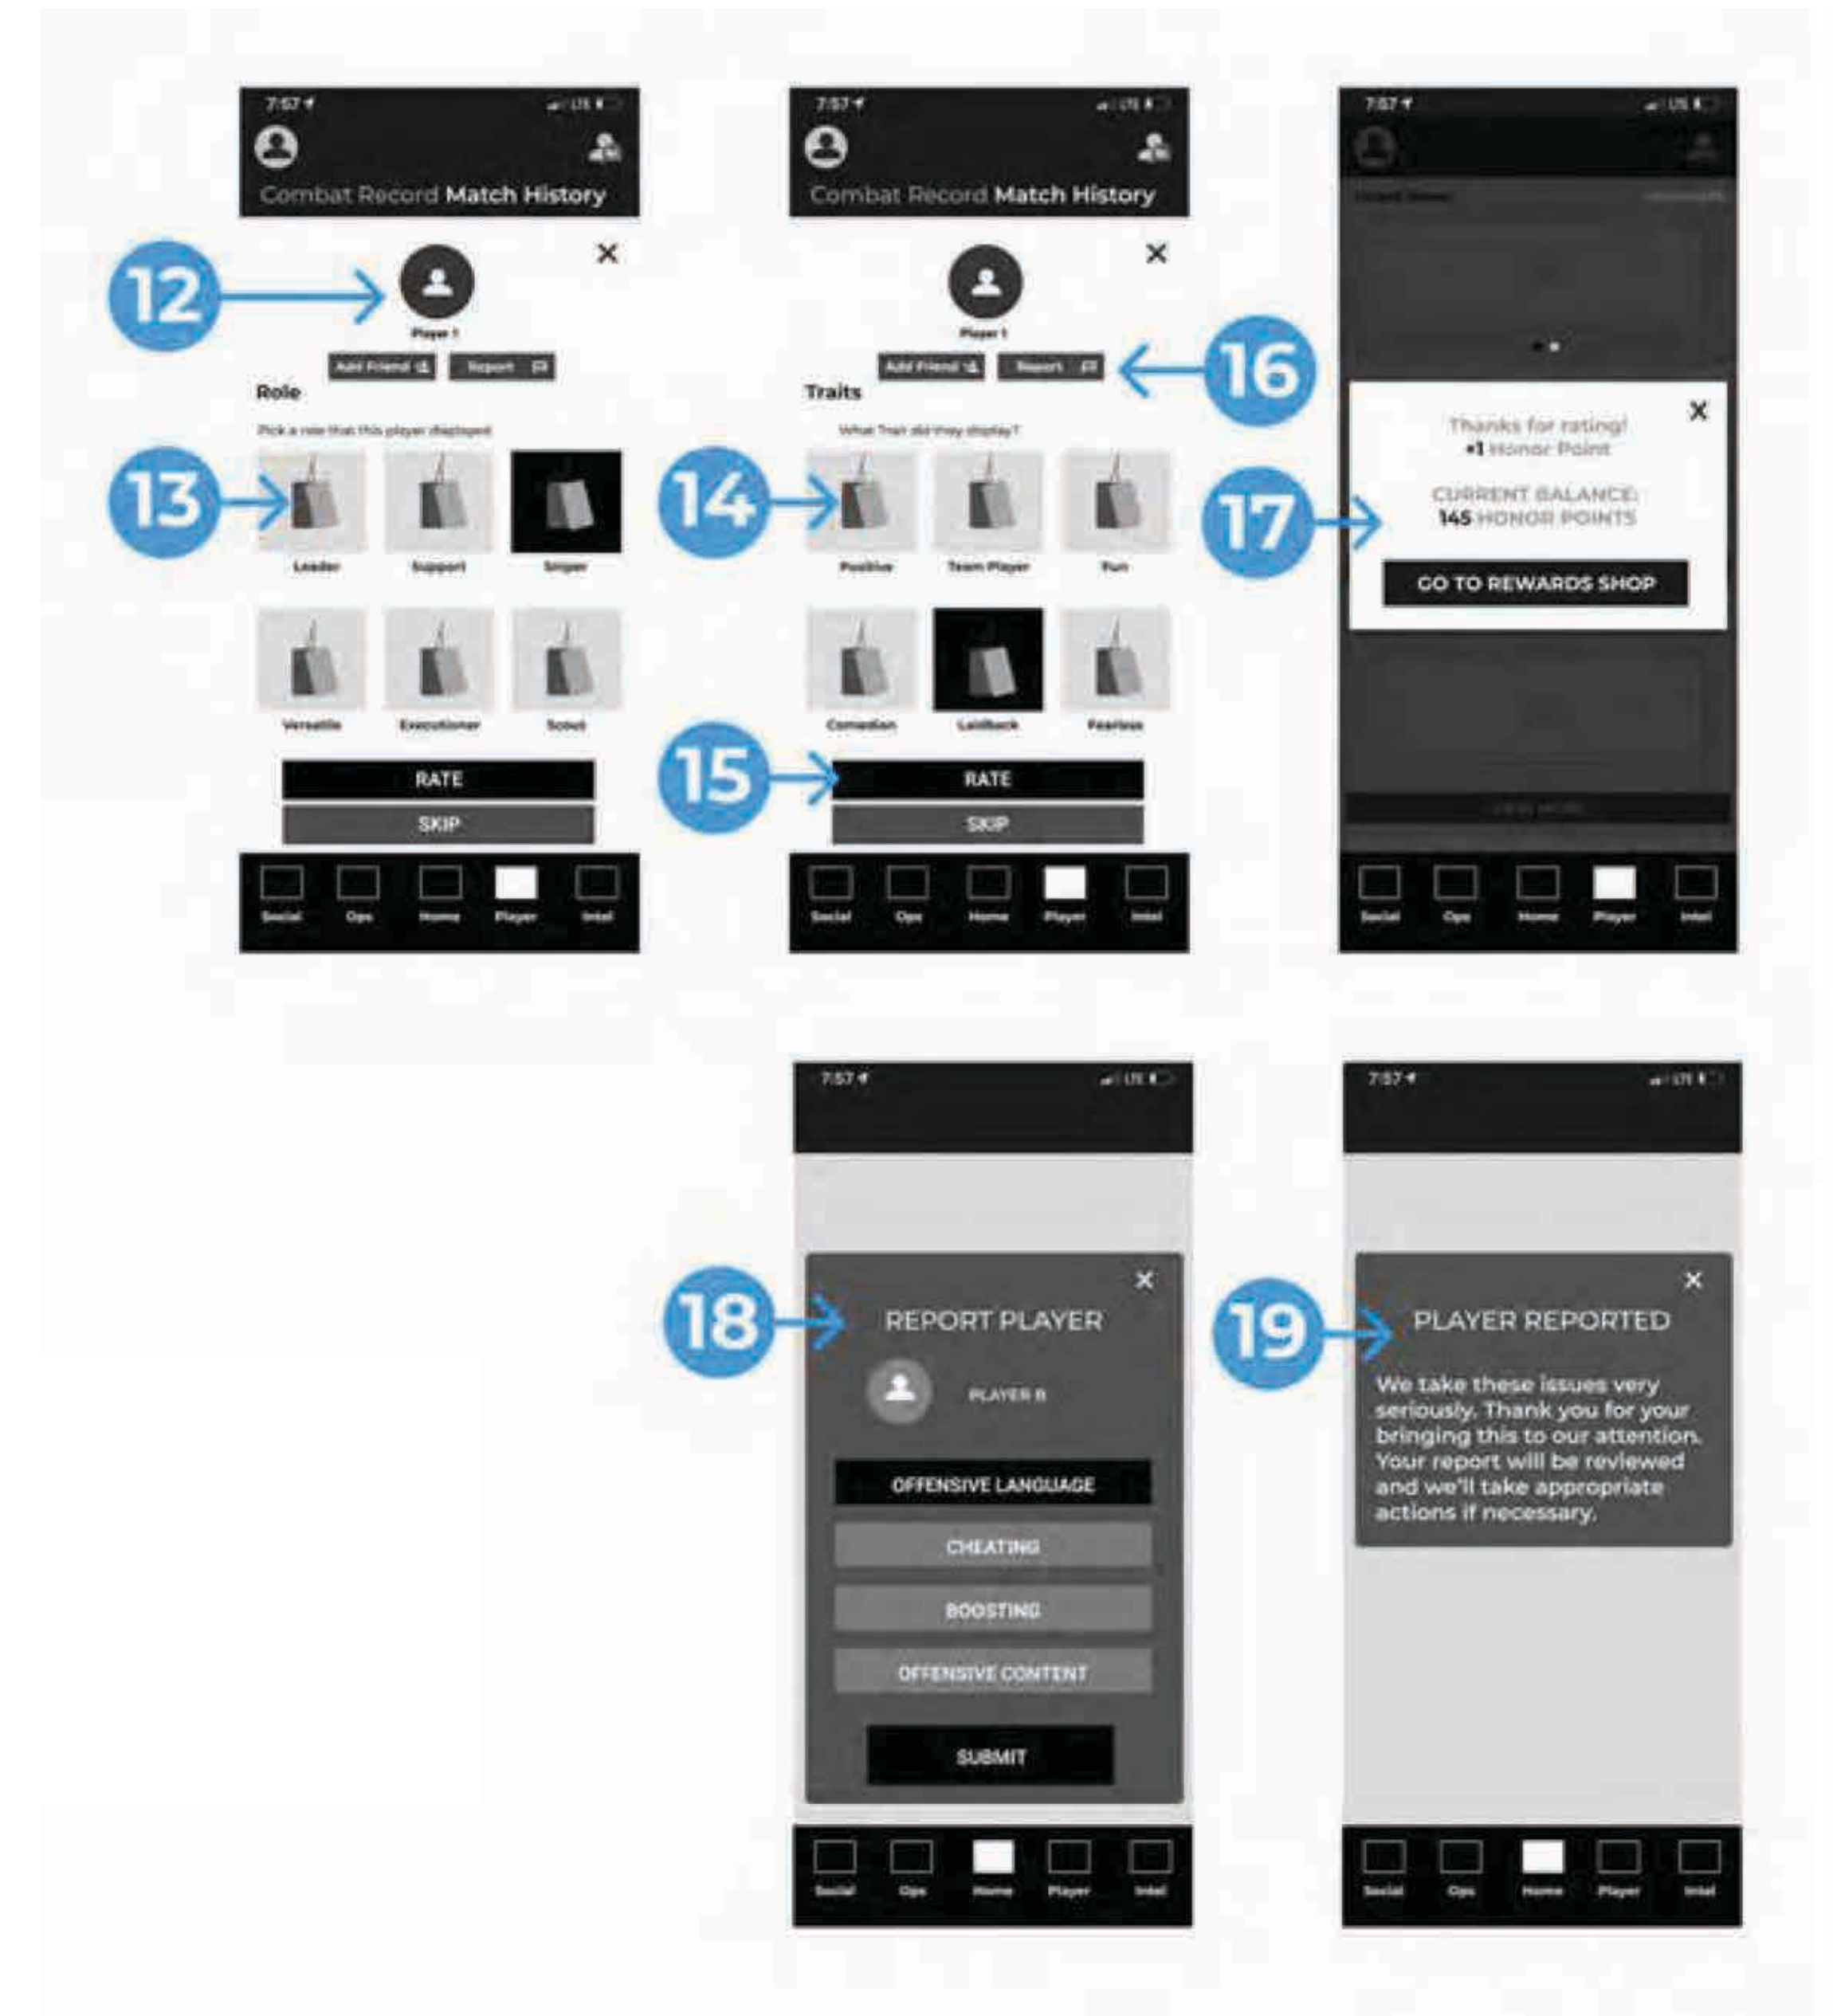 7:57
LTE
Combat Record Match History
12
Player 1
Add Friend
Report
Role
Pick a role that this player displayed
13
Leader
Support
Sniper
Versatile
Executioner
Scout
RATE
SKIP
Social
Ops
Home
Player
Intel
7:57
LTE
Combat Record Match History
Player 1
Add Friend
Report
16
Traits
What Trait did they display?
14
Positive
Team Player
Fun
Comedian
Laidback
Fearless
15
RATE
SKIP
Social
Ops
Home
Player
Intel
7:57
LTE
Thanks for rating!
+1 Honor Point
17
CURRENT BALANCE:
145 HONOR POINTS
GO TO REWARDS SHOP
VIEW MORE
Social
Ops
Home
Player
Intel
7:57
LTE
18
REPORT PLAYER
PLAYER B
OFFENSIVE LANGUAGE
CHEATING
BOOSTING
OFFENSIVE CONTENT
SUBMIT
Social
Ops
Home
Player
Intel
7:57
LTE
19
PLAYER REPORTED
We take these issues very
seriously. Thank you for your
bringing this to our attention.
Your report will be reviewed
and we'll take appropriate
actions if necessary.
Social
Ops
Home
Player
Intel